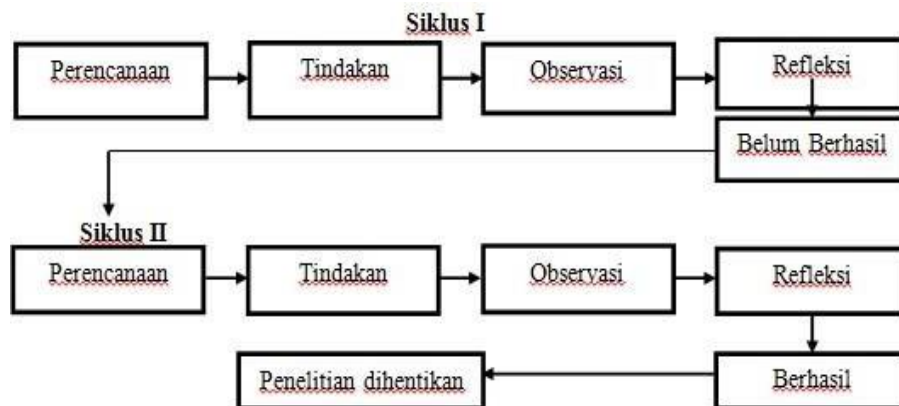 Siklus I
Perencanaan
Tindakan
Observasi
Refleksi
Belum Berhasil
Siklus II
Perencanaan
Tindakan
Observasi
Refleksi
Penelitian dihentikan
Berhasil